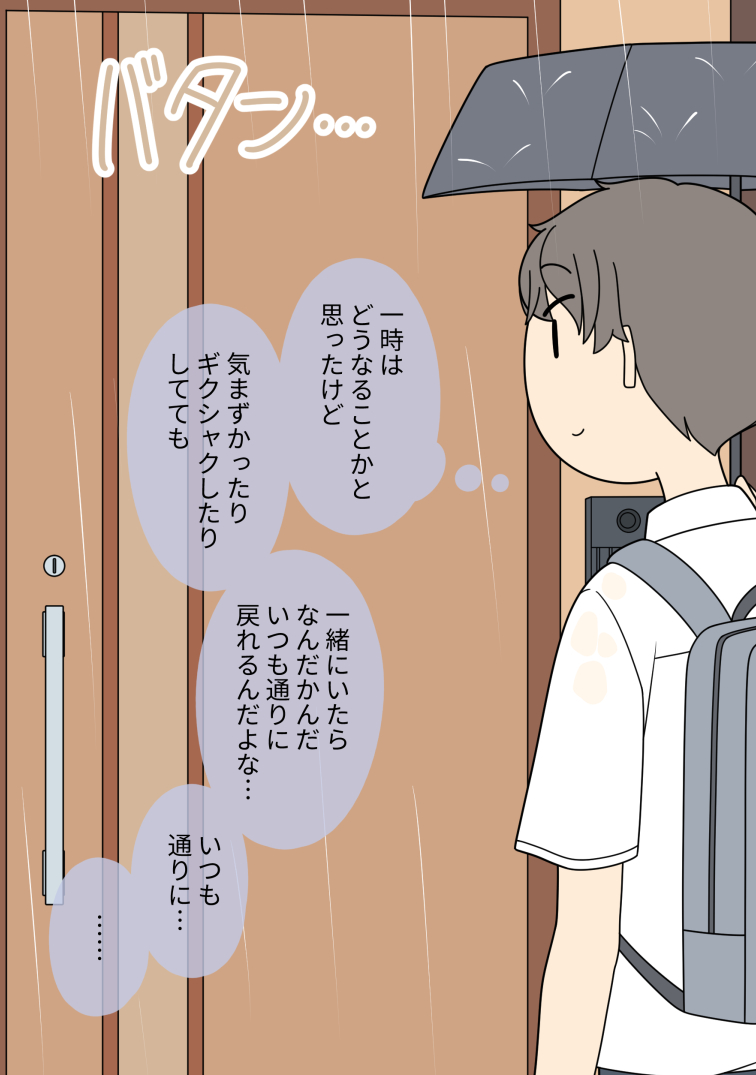 バタン…
一時は
どうなることかと
思ったけど
気まずかったり
ギクシャクしたり
してても
一緒にいたら
なんだかんだ
いつも通りに
戻れるんだよな…
いつも
通りに…
……